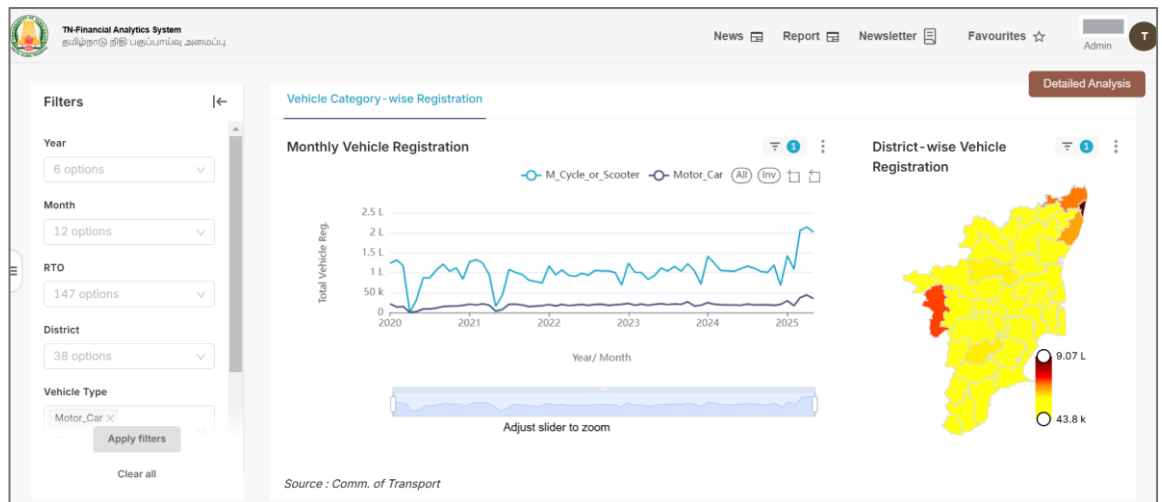 TN-Financial Analytics System
தமிழ்நாடு நிதி பகுப்பாய்வு அமைப்பு
News
Report
Newsletter
Favourites
Admin
T
Detailed Analysis
Filters
Year
6 options
Month
12 options
RTO
147 options
District
38 options
Vehicle Type
Motor_Car ×
Apply filters
Clear all
Vehicle Category-wise Registration
Monthly Vehicle Registration
1
M_Cycle_or_Scooter Motor_Car All Inv
Total Vehicle Reg.
2.5 L
2 L
1.5 L
1 L
50 k
0
2020 2021 2022 2023 2024 2025
Year/ Month
Adjust slider to zoom
Source : Comm. of Transport
District-wise Vehicle
Registration
1
9.07 L
43.8 k